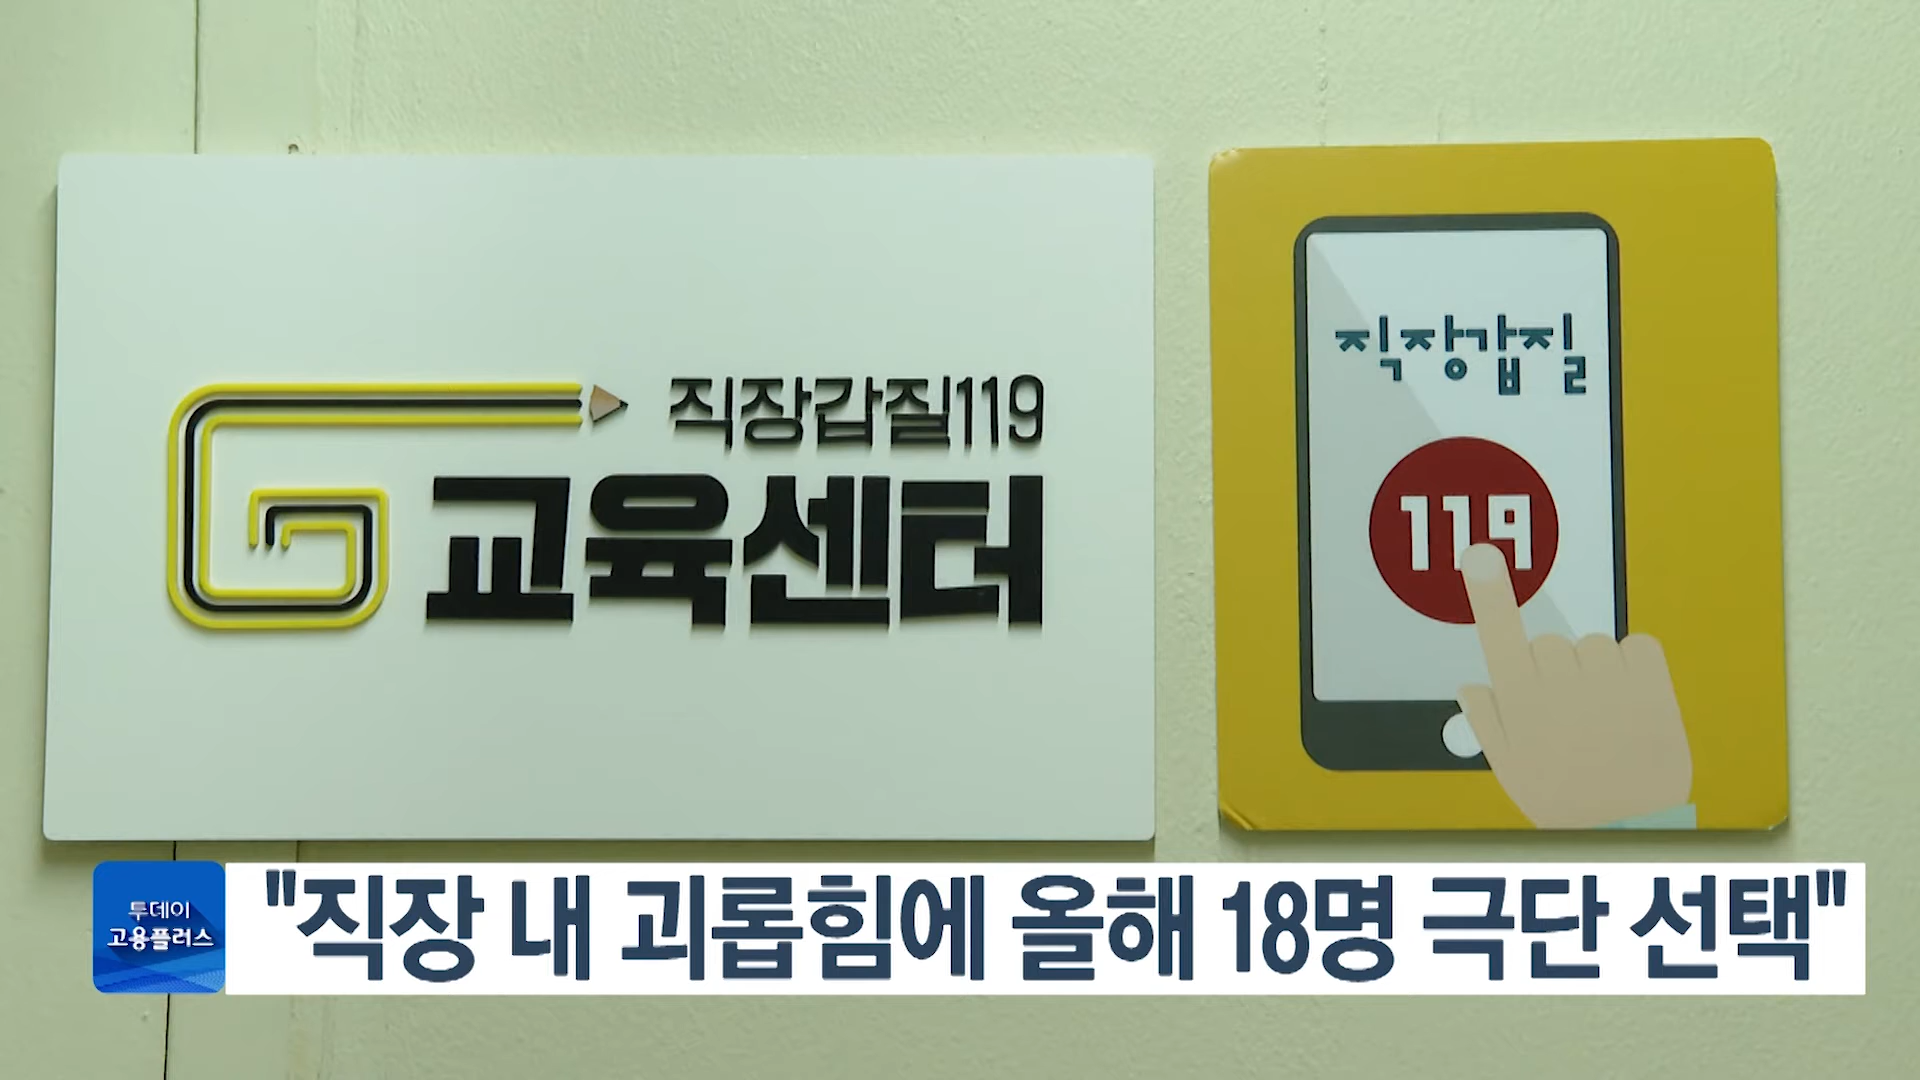 직장갑질119
교육센터
직장갑질
119
투데이
고용플러스
"직장 내 괴롭힘에 올해 18명 극단 선택"